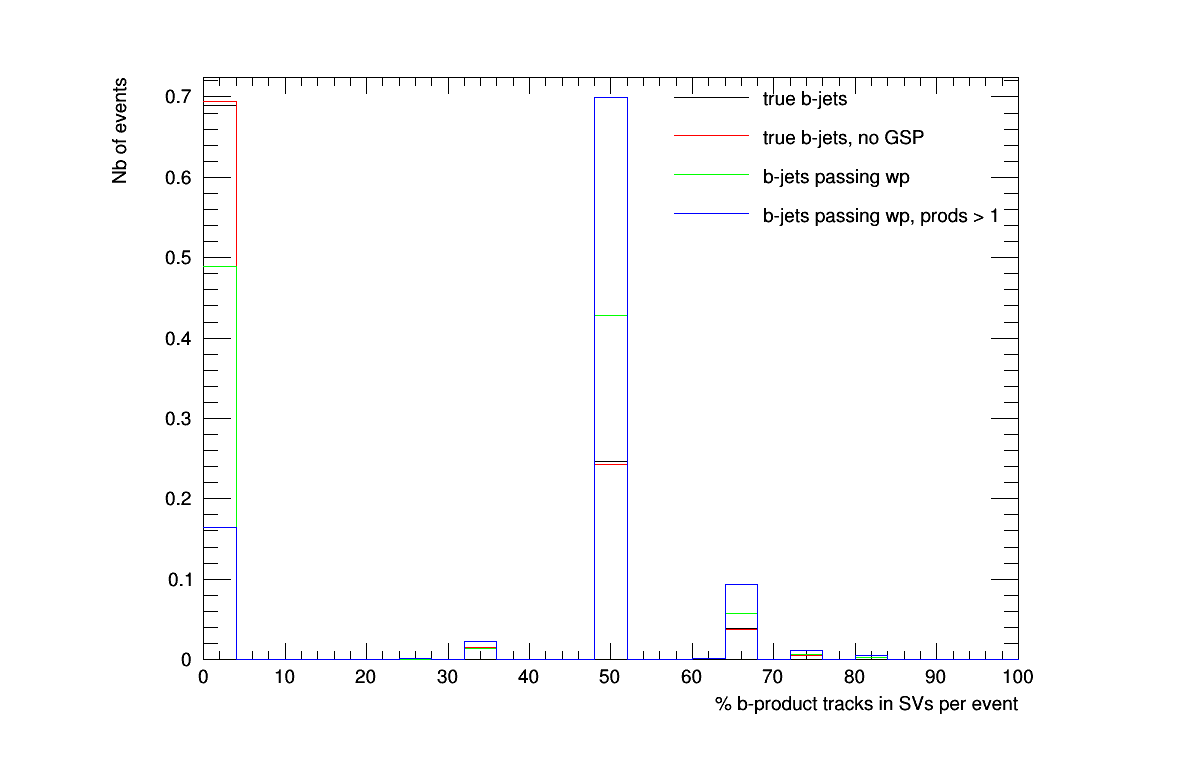 Nb of events
0.7
0.6
0.5
0.4
0.3
0.2
0.1
0
true b-jets
true b-jets, no GSP
b-jets passing wp
b-jets passing wp, prods > 1
0 10 20 30 40 50 60 70 80 90 100
% b-product tracks in SVs per event